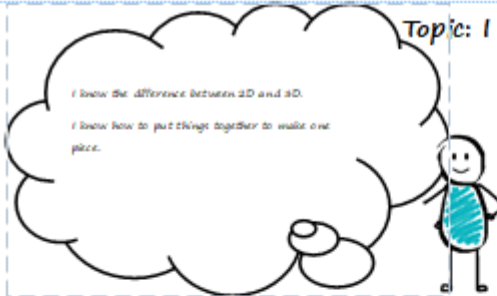 Topic: I
I know the difference between 2D and 3D.
I know how to put things together to make one
piece.